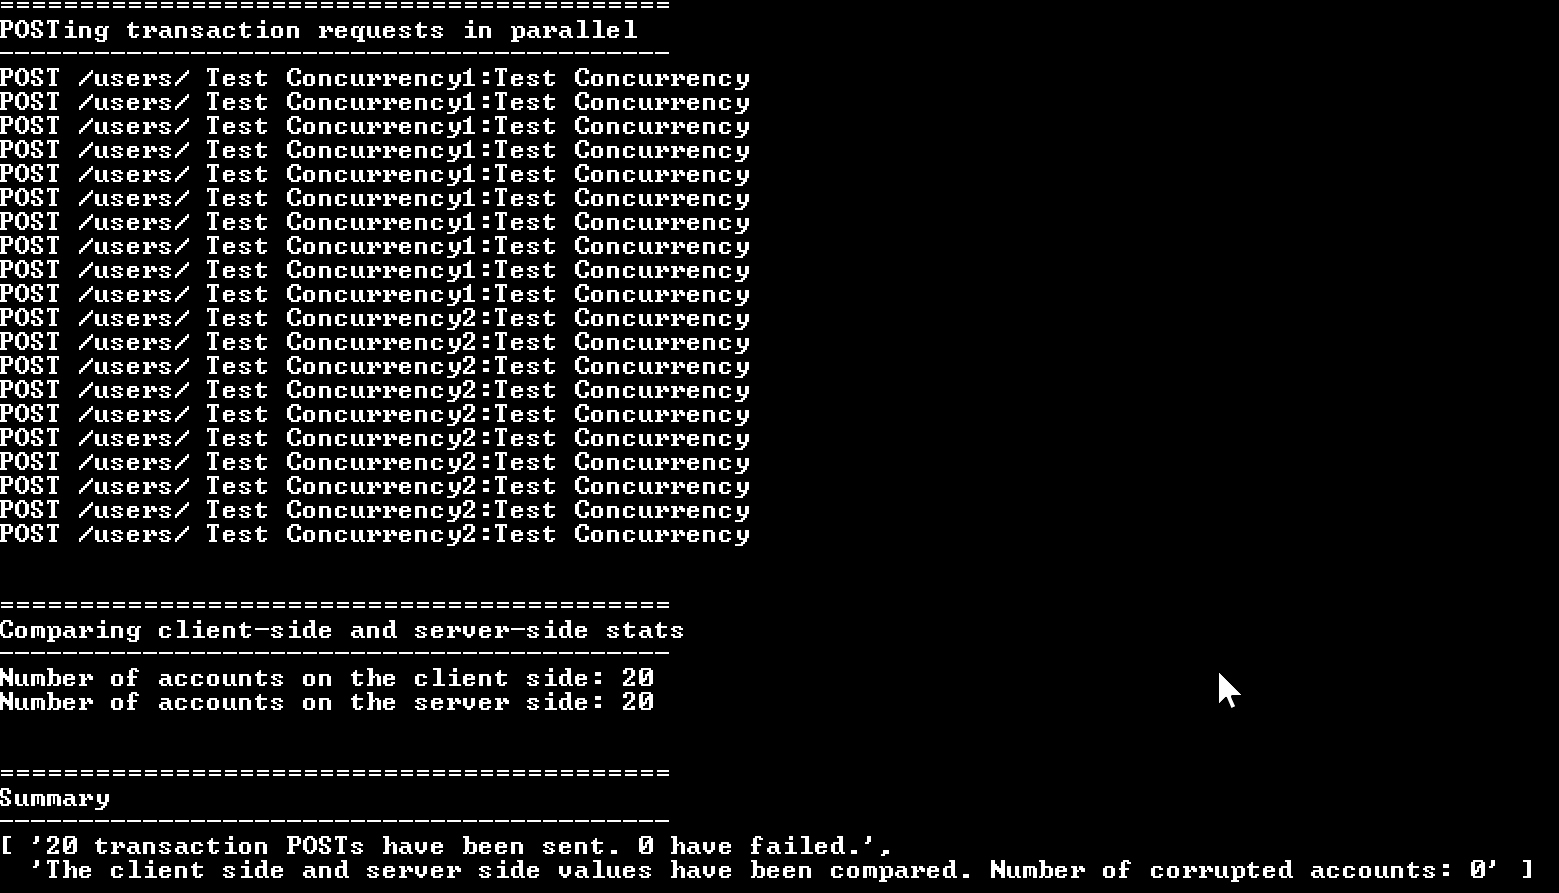 ==========================================
POSTing transaction requests in parallel
------------------------------------------
POST /users/ Test Concurrency1:Test Concurrency
POST /users/ Test Concurrency1:Test Concurrency
POST /users/ Test Concurrency1:Test Concurrency
POST /users/ Test Concurrency1:Test Concurrency
POST /users/ Test Concurrency1:Test Concurrency
POST /users/ Test Concurrency1:Test Concurrency
POST /users/ Test Concurrency1:Test Concurrency
POST /users/ Test Concurrency1:Test Concurrency
POST /users/ Test Concurrency1:Test Concurrency
POST /users/ Test Concurrency1:Test Concurrency
POST /users/ Test Concurrency2:Test Concurrency
POST /users/ Test Concurrency2:Test Concurrency
POST /users/ Test Concurrency2:Test Concurrency
POST /users/ Test Concurrency2:Test Concurrency
POST /users/ Test Concurrency2:Test Concurrency
POST /users/ Test Concurrency2:Test Concurrency
POST /users/ Test Concurrency2:Test Concurrency
POST /users/ Test Concurrency2:Test Concurrency
POST /users/ Test Concurrency2:Test Concurrency
POST /users/ Test Concurrency2:Test Concurrency
==========================================
Comparing client-side and server-side stats
------------------------------------------
Number of accounts on the client side: 20
Number of accounts on the server side: 20
==========================================
Summary
------------------------------------------
[ '20 transaction POSTs have been sent. 0 have failed.',
  'The client side and server side values have been compared. Number of corrupted accounts: 0' ]